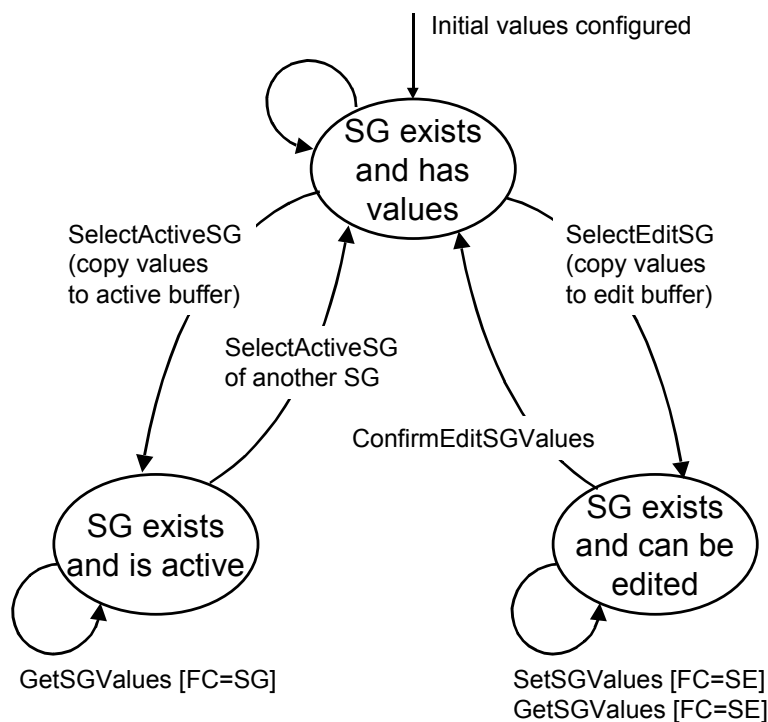 Initial values configured
SG exists
and has
values
SelectActiveSG
(copy values
to active buffer)
SelectEditSG
(copy values
to edit buffer)
SelectActiveSG
of another SG
ConfirmEditSGValues
SG exists
and is active
SG exists
and can be
edited
GetSGValues [FC=SG]
SetSGValues [FC=SE]
GetSGValues [FC=SE]